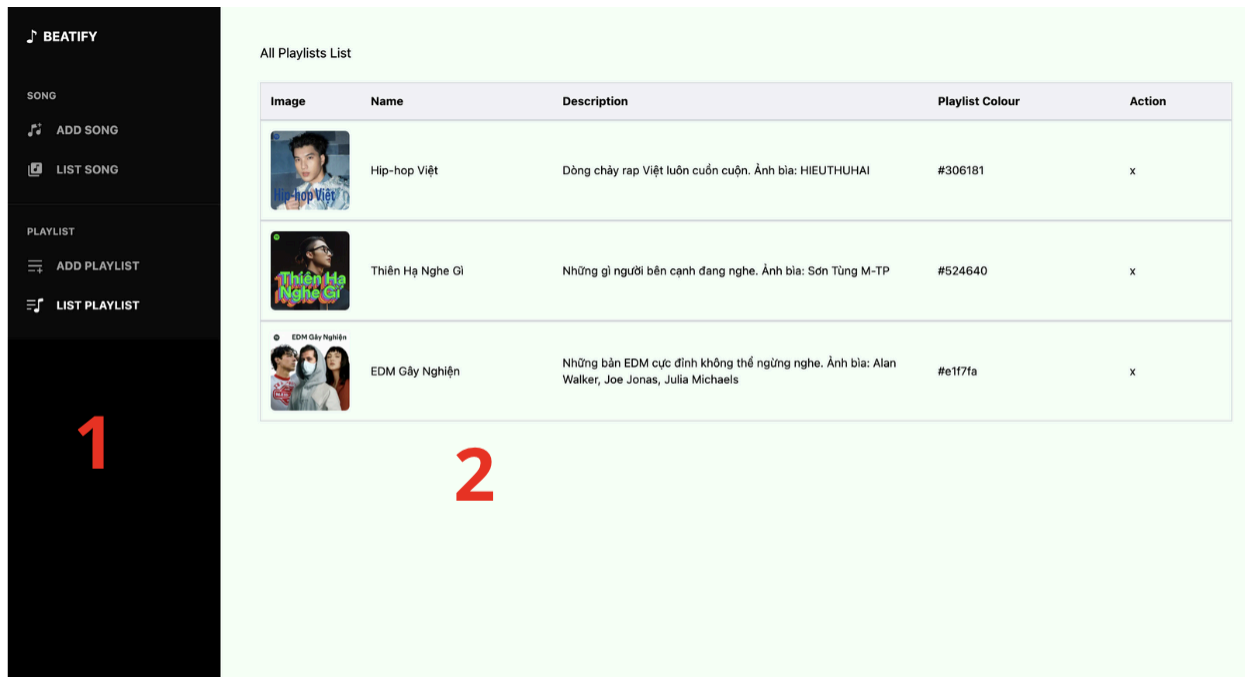 BEATIFY
SONG
ADD SONG
LIST SONG
PLAYLIST
ADD PLAYLIST
LIST PLAYLIST
1
All Playlists List
Image Name Description Playlist Colour Action
Hip-hop Việt
Hip-hop Việt Dòng chảy rap Việt luôn cuồn cuộn. Ảnh bìa: HIEUTHUHAI #306181 x
Thiên Hạ
Nghe Gì
Thiên Hạ Nghe Gì Những gì người bên cạnh đang nghe. Ảnh bìa: Sơn Tùng M-TP #524640 x
EDM Gây Nghiện
EDM Gây Nghiện Những bản EDM cực đỉnh không thể ngừng nghe. Ảnh bìa: Alan
Walker, Joe Jonas, Julia Michaels #e1f7fa x
2